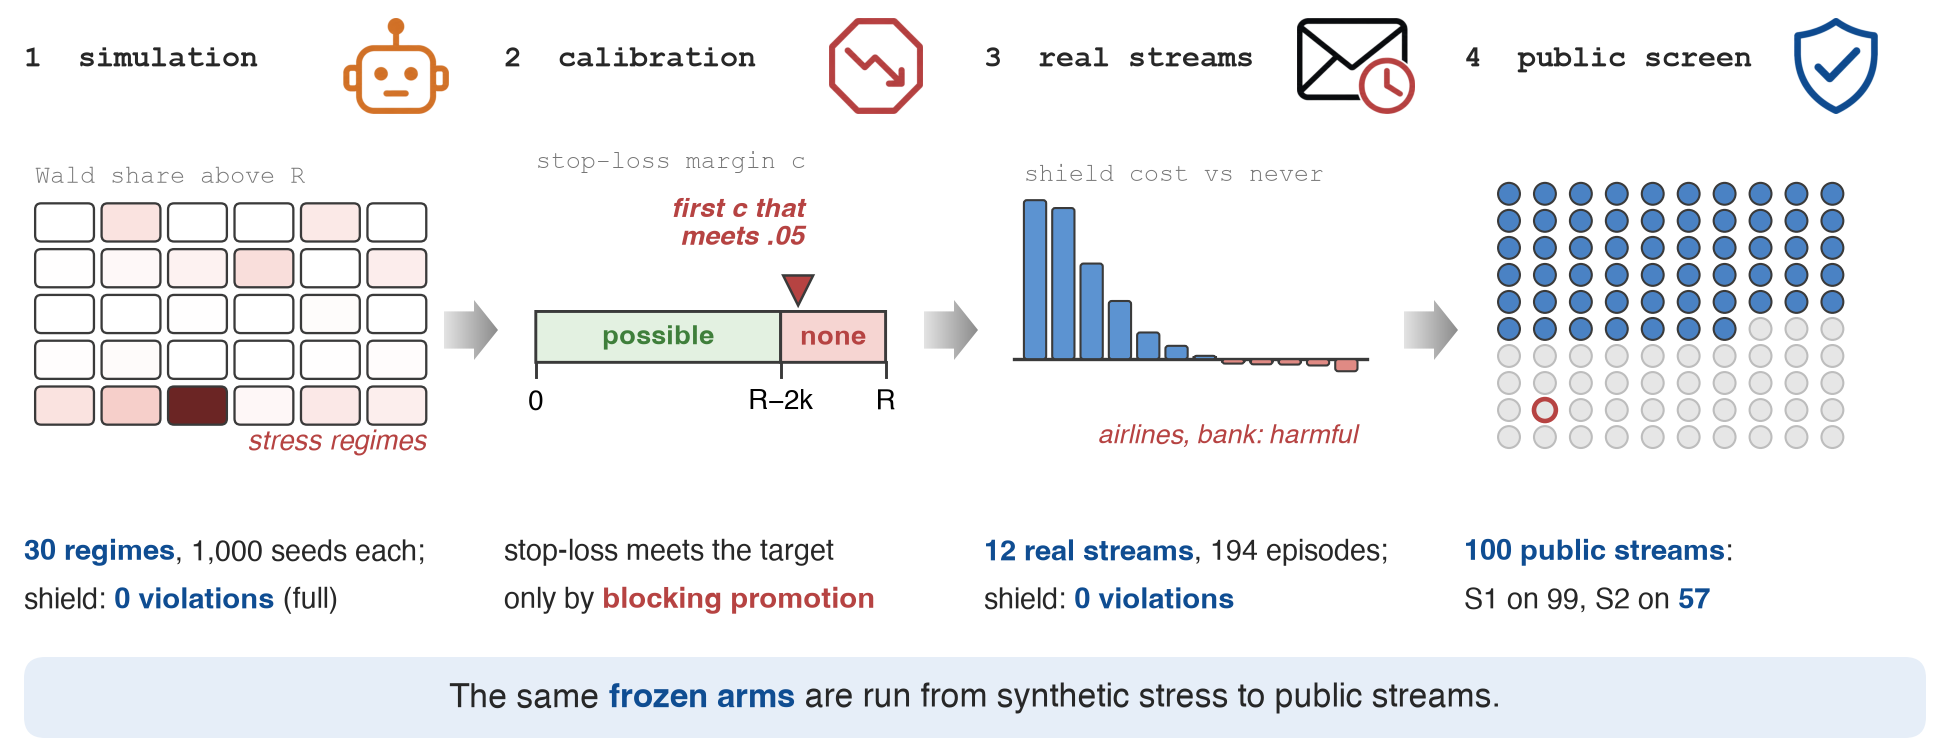 1 simulation
2 calibration
3 real streams
4 public screen
Wald share above R
stress regimes
stop-loss margin c
first c that
meets .05
possible
none
0
R−2k
R
shield cost vs never
airlines, bank: harmful
30 regimes, 1,000 seeds each;
shield: 0 violations (full)
stop-loss meets the target
only by blocking promotion
12 real streams, 194 episodes;
shield: 0 violations
100 public streams:
S1 on 99, S2 on 57
The same frozen arms are run from synthetic stress to public streams.